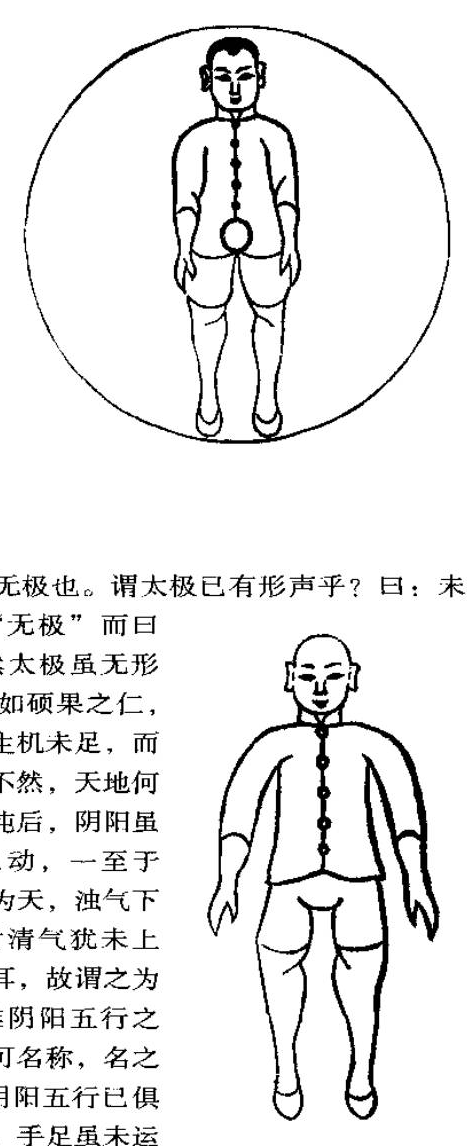 无极也。谓太极已有形声乎？曰：未
“无极”而曰
太极虽无形
如硕果之仁，
生机未足，而
不然，天地何
沌后，阴阳虽
动，一至于
为天，浊气下
清气犹未上
耳，故谓之为
阴阳五行之
可名称，名之
阴阳五行已俱
手足虽未运